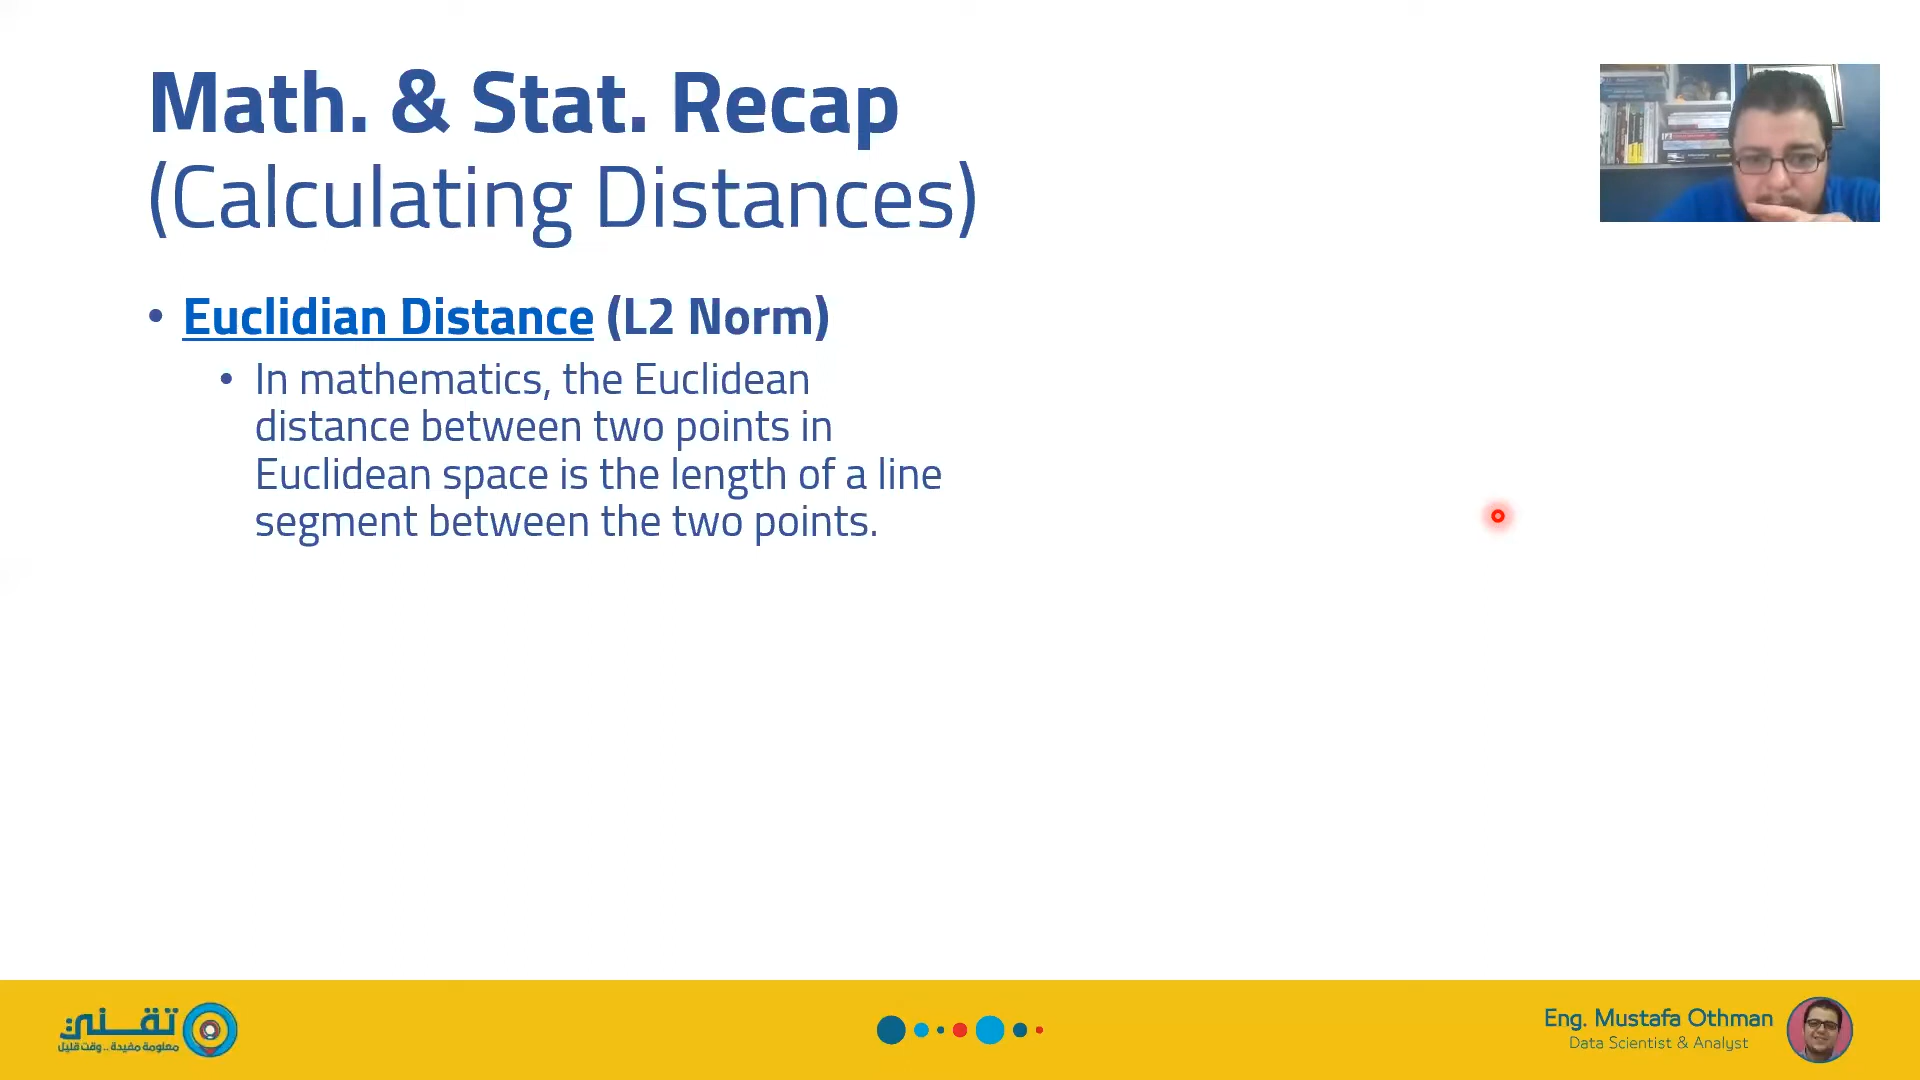 Math. & Stat. Recap
(Calculating Distances)
• Euclidian Distance (L2 Norm)
• In mathematics, the Euclidean
distance between two points in
Euclidean space is the length of a line
segment between the two points.
تقني
معلومة مفيدة .. وقت قليل
Eng. Mustafa Othman
Data Scientist & Analyst